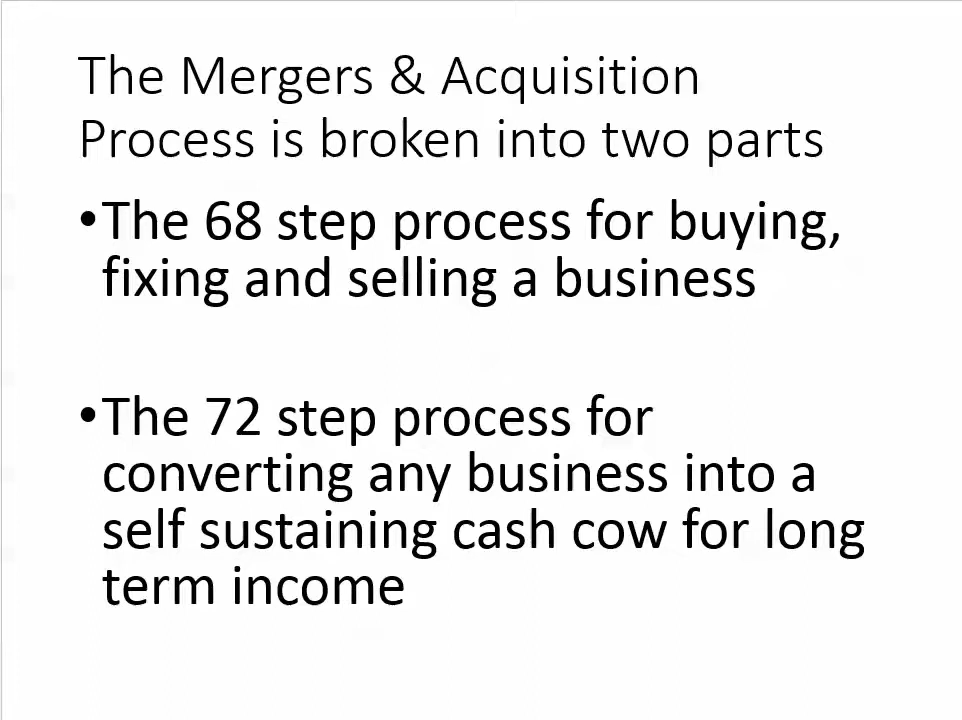 The Mergers & Acquisition
Process is broken into two parts
•The 68 step process for buying,
fixing and selling a business
•The 72 step process for
converting any business into a
self sustaining cash cow for long
term income